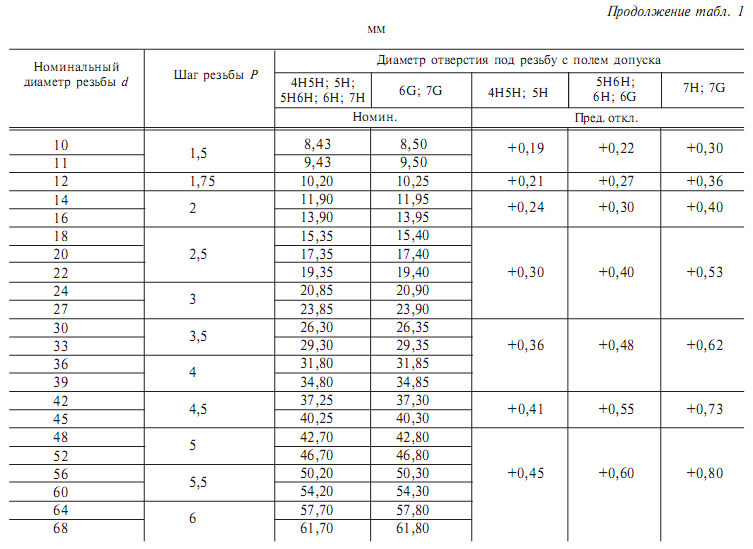 Продолжение табл. 1
мм
Номинальный диаметр резьбы d | Шаг резьбы P | Диаметр отверстия под резьбу с полем допуска
4H5H; 5H; 5H6H; 6H; 7H | 6G; 7G | 4H5H; 5H | 5H6H; 6H; 6G | 7H; 7G
Номин. | Пред. откл.
10 | 1,5 | 8,43 | 8,50 | +0,19 | +0,22 | +0,30
11 | 9,43 | 9,50
12 | 1,75 | 10,20 | 10,25 | +0,21 | +0,27 | +0,36
14 | 2 | 11,90 | 11,95 | +0,24 | +0,30 | +0,40
16 | 13,90 | 13,95
18 | 2,5 | 15,35 | 15,40 | +0,30 | +0,40 | +0,53
20 | 17,35 | 17,40
22 | 19,35 | 19,40
24 | 3 | 20,85 | 20,90
27 | 23,85 | 23,90
30 | 3,5 | 26,30 | 26,35 | +0,36 | +0,48 | +0,62
33 | 29,30 | 29,35
36 | 4 | 31,80 | 31,85
39 | 34,80 | 34,85
42 | 4,5 | 37,25 | 37,30 | +0,41 | +0,55 | +0,73
45 | 40,25 | 40,30
48 | 5 | 42,70 | 42,80 | +0,45 | +0,60 | +0,80
52 | 46,70 | 46,80
56 | 5,5 | 50,20 | 50,30
60 | 54,20 | 54,30
64 | 6 | 57,70 | 57,80
68 | 61,70 | 61,80